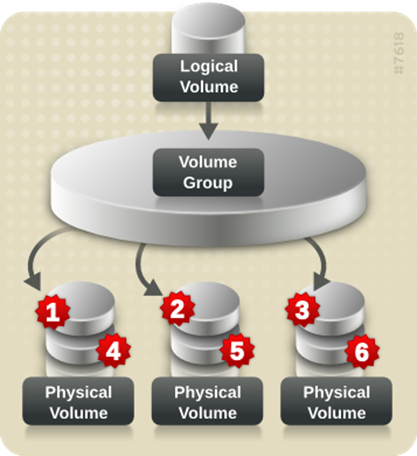 #7618
Logical
Volume
Volume
Group
1
2
3
4
5
6
Physical
Volume
Physical
Volume
Physical
Volume